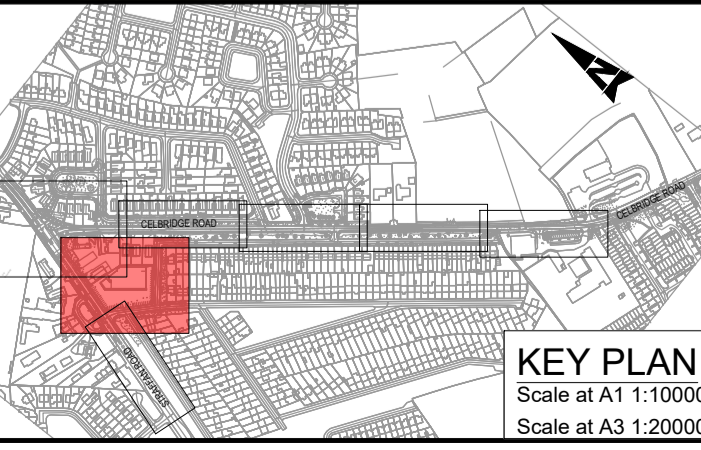 N
CELBRIDGE ROAD
CELBRIDGE ROAD
STRAFFAN ROAD
KEY PLAN
Scale at A1 1:10000
Scale at A3 1:20000